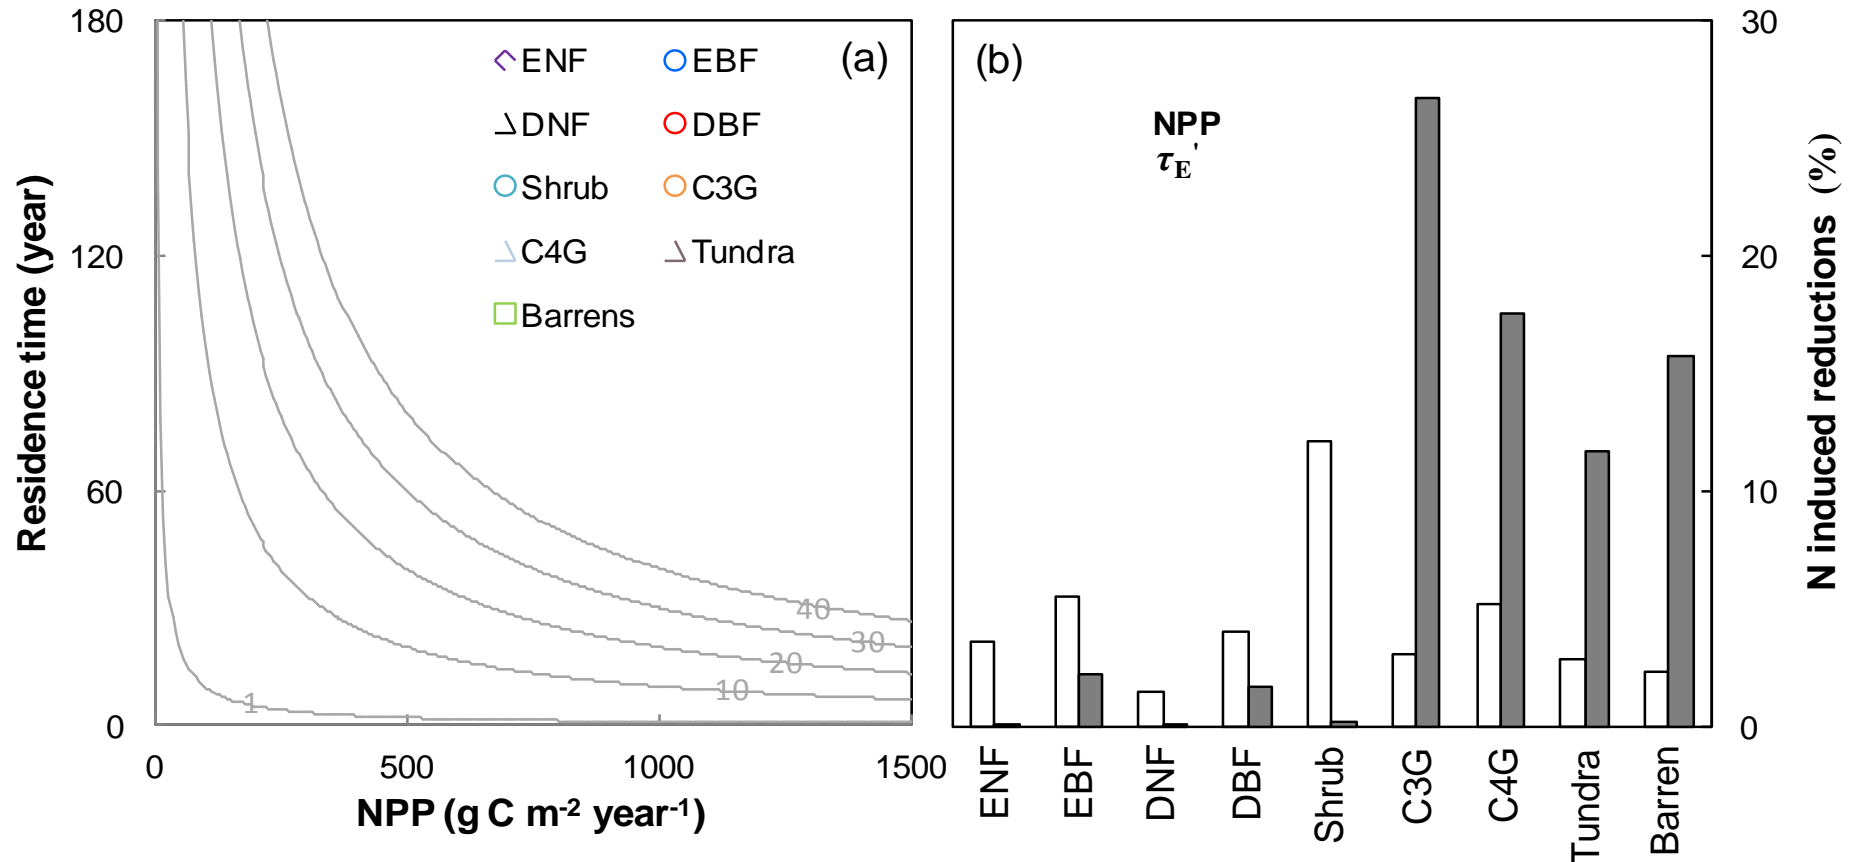 (a)
ENF
EBF
DNF
DBF
Shrub
C3G
C4G
Tundra
Barrens
180
120
60
0
Residence time (year)
40
30
20
10
1
0
500
1000
1500
NPP (g C m-2 year-1)
(b)
NPP
τE'
30
20
10
0
N induced reductions (%)
ENF
EBF
DNF
DBF
Shrub
C3G
C4G
Tundra
Barren